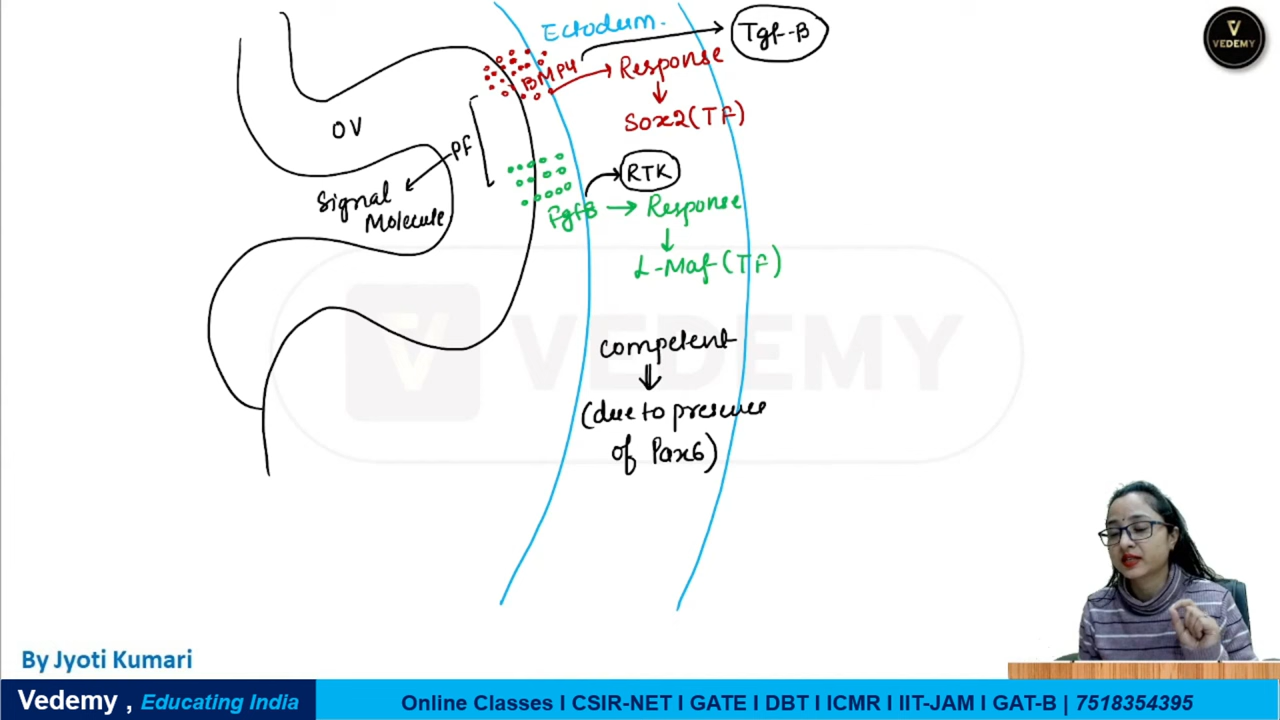 Ectoderm.
Tgf-B
VEDEMY
BMP4
Response
OV
Sox2(TF)
PF
RTK
Signal
Molecule
Fgf8
Response
L-Maf(TF)
VEDEMY
competent
(due to presence
of Pax6)
By Jyoti Kumari
Vedemy , Educating India
Online Classes I CSIR-NET I GATE I DBT I ICMR I IIT-JAM I GAT-B | 7518354395